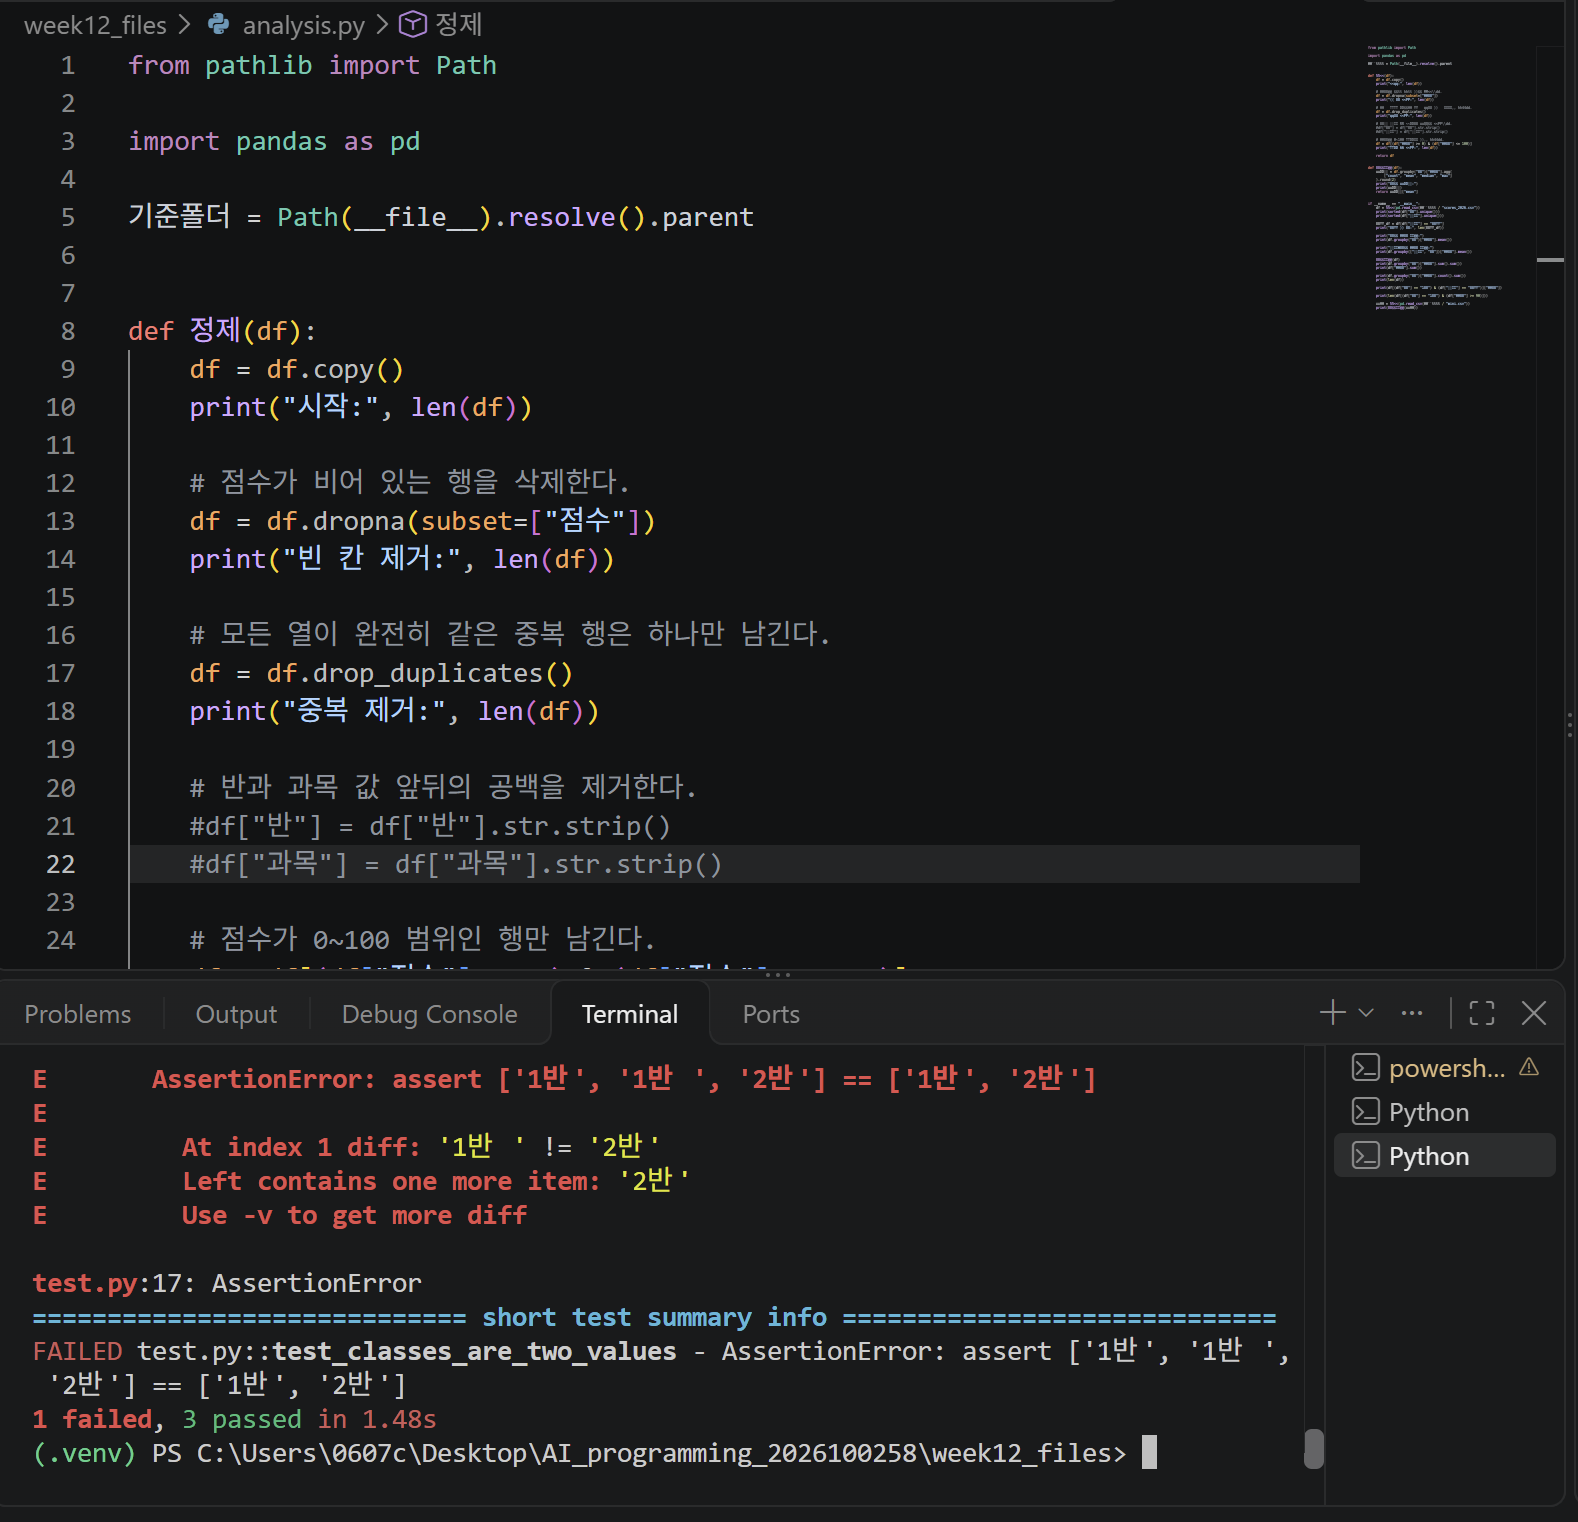 week12_files > analysis.py > 정제
1 from pathlib import Path
2
3 import pandas as pd
4
5 기준폴더 = Path(__file__).resolve().parent
6
7
8 def 정제(df):
9     df = df.copy()
10     print("시작:", len(df))
11
12     # 점수가 비어 있는 행을 삭제한다.
13     df = df.dropna(subset=["점수"])
14     print("빈 칸 제거:", len(df))
15
16     # 모든 열이 완전히 같은 중복 행은 하나만 남긴다.
17     df = df.drop_duplicates()
18     print("중복 제거:", len(df))
19
20     # 반과 과목 값 앞뒤의 공백을 제거한다.
21     #df["반"] = df["반"].str.strip()
22     #df["과목"] = df["과목"].str.strip()
23
24     # 점수가 0~100 범위인 행만 남긴다.
Problems Output Debug Console Terminal Ports
E       AssertionError: assert ['1반', '1반 ', '2반'] == ['1반', '2반']
E
E         At index 1 diff: '1반 ' != '2반'
E         Left contains one more item: '2반'
E         Use -v to get more diff
test.py:17: AssertionError
============================= short test summary info =============================
FAILED test.py::test_classes_are_two_values - AssertionError: assert ['1반', '1반 ',
 '2반'] == ['1반', '2반']
1 failed, 3 passed in 1.48s
(.venv) PS C:\Users\0607c\Desktop\AI_programming_2026100258\week12_files>
powersh...
Python
Python